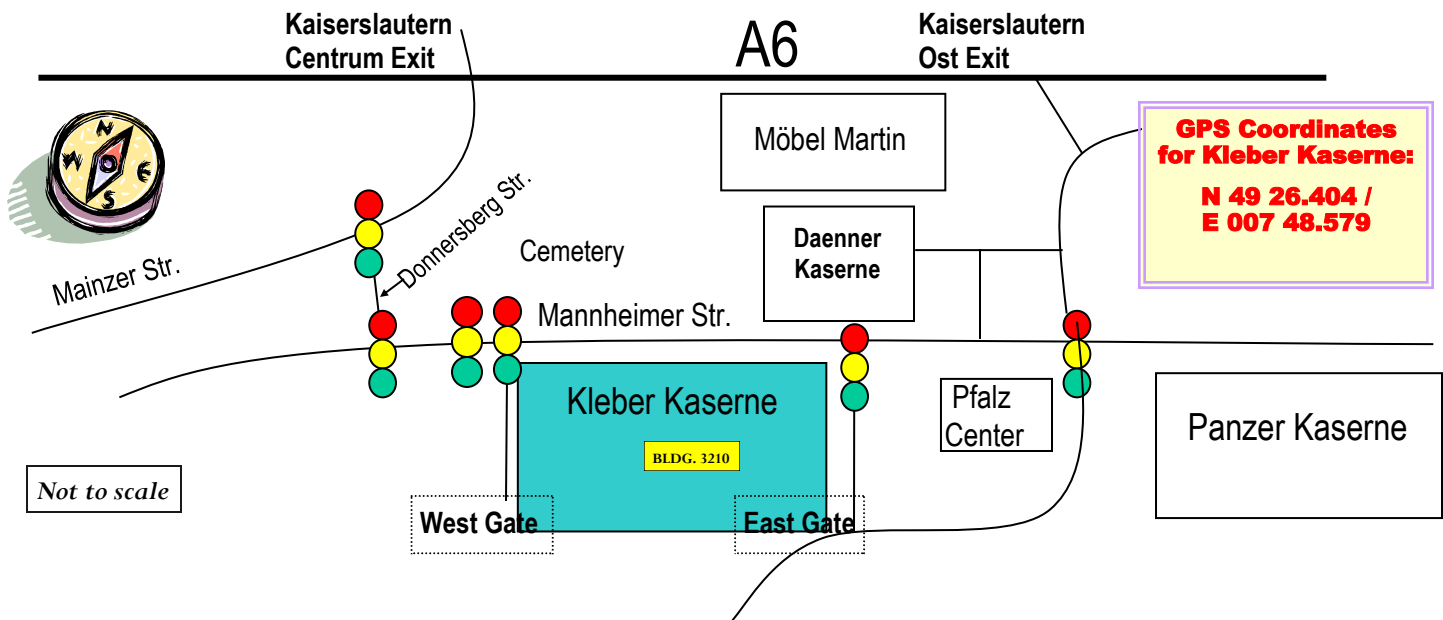 Kaiserslautern
Centrum Exit
A6
Kaiserslautern
Ost Exit
N
E
S
W
Möbel Martin
GPS Coordinates
for Kleber Kaserne:
N 49 26.404 /
E 007 48.579
Mainzer Str.
Donnersberg Str.
Cemetery
Daenner
Kaserne
Mannheimer Str.
Kleber Kaserne
BLDG. 3210
Pfalz
Center
Panzer Kaserne
Not to scale
West Gate
East Gate